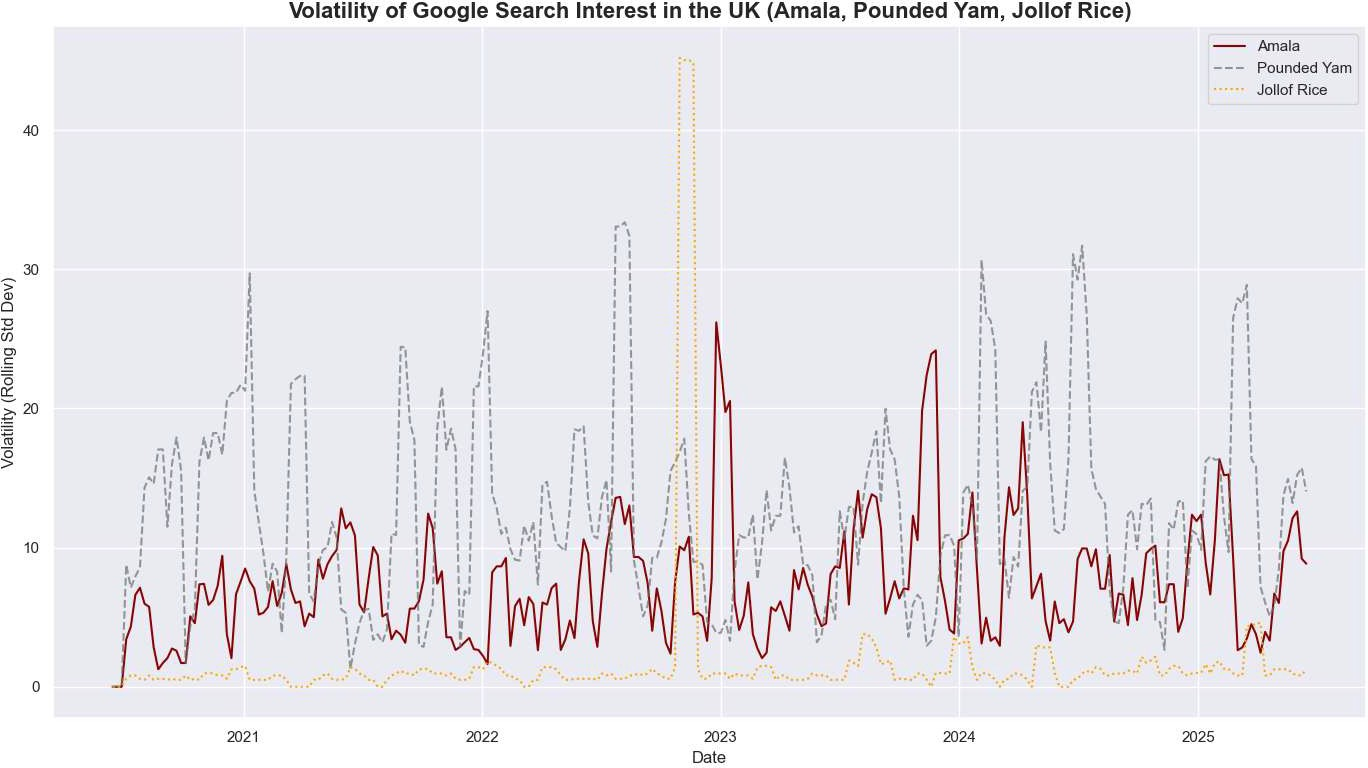 Volatility of Google Search Interest in the UK (Amala, Pounded Yam, Jollof Rice)
Amala
Pounded Yam
Jollof Rice
Volatility (Rolling Std Dev)
40
30
20
10
0
2021
2022
2023
2024
2025
Date